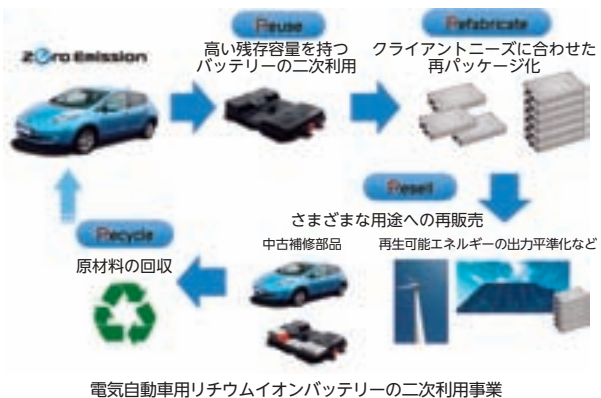 Reuse
Refabricate
Zero Emission
高い残存容量を持つ
バッテリーの二次利用
クライアントニーズに合わせた
再パッケージ化
Resell
さまざまな用途への再販売
中古補修部品
再生可能エネルギーの出力平準化など
Recycle
原材料の回収
電気自動車用リチウムイオンバッテリーの二次利用事業